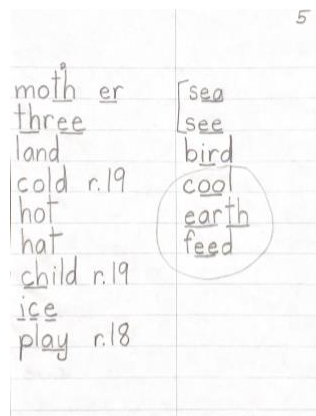 5
moth er
three
land
cold r.19
hot
hat
child r.19
ice
play r.18
sea
see
bird
cool
earth
feed